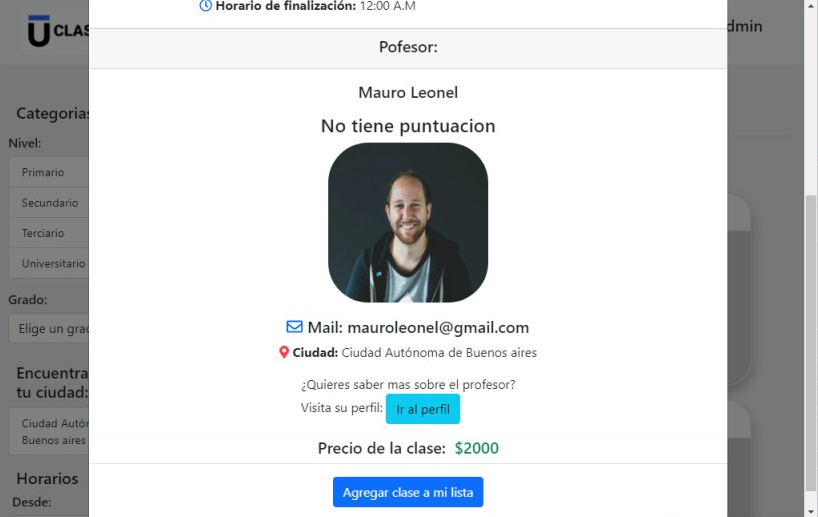 Horario de finalización: 12:00 A.M
CLAS
dmin
Pofesor:
Mauro Leonel
No tiene puntuacion
Mail: mauroleonel@gmail.com
Ciudad: Ciudad Autónoma de Buenos aires
¿Quieres saber mas sobre el profesor?
Visita su perfil: Ir al perfil
Precio de la clase: $2000
Agregar clase a mi lista
Categorias
Nivel:
Primario
Secundario
Terciario
Universitario
Grado:
Elige un grad
Encuentra
tu ciudad:
Ciudad Autón
Buenos aires
Horarios
Desde: